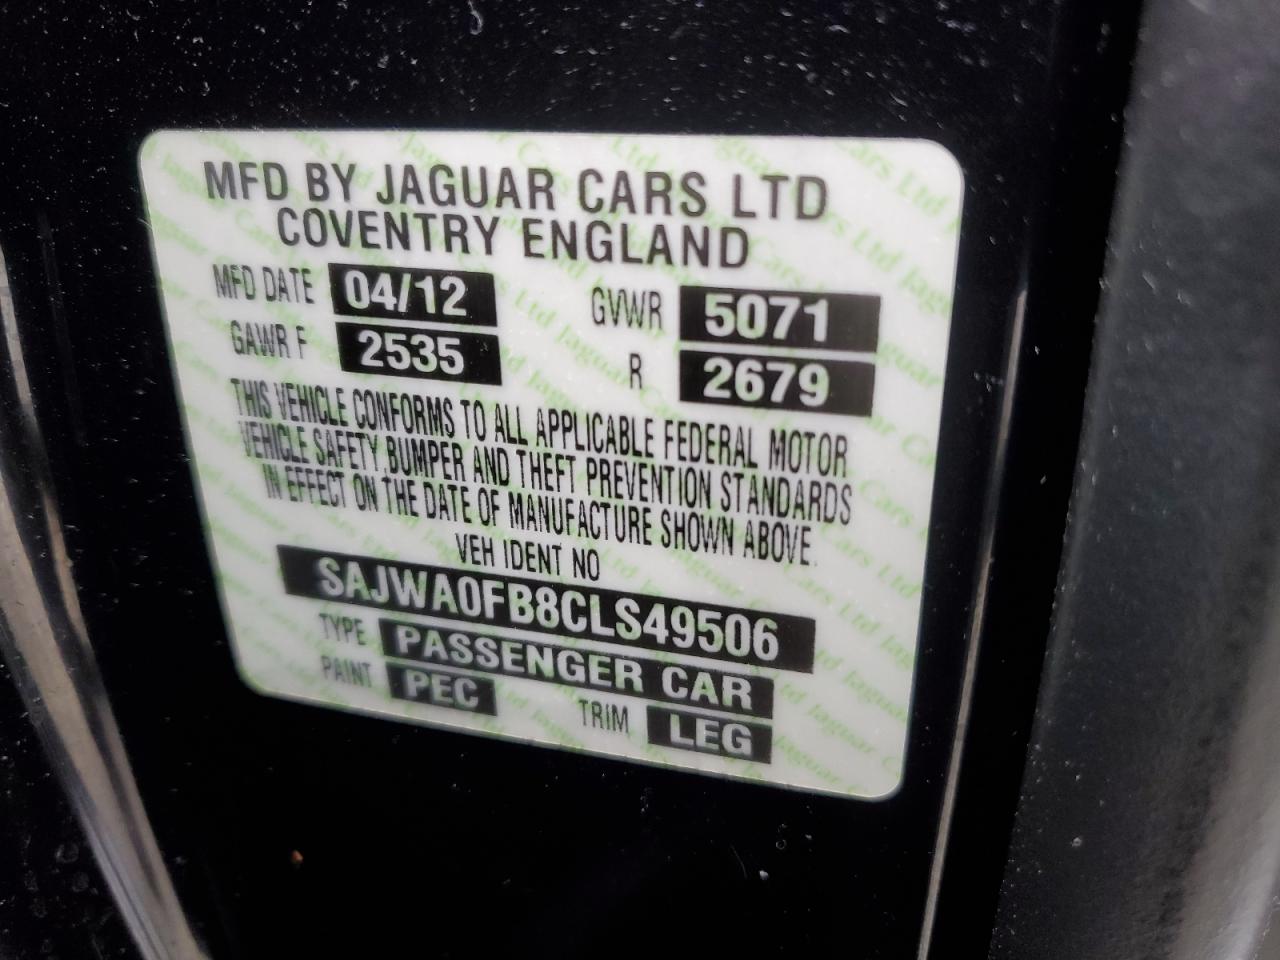 MFD BY JAGUAR CARS LTD
COVENTRY ENGLAND
MFD DATE 04/12 GVWR 5071
GAWR F 2535 R 2679
THIS VEHICLE CONFORMS TO ALL APPLICABLE FEDERAL MOTOR
VEHICLE SAFETY, BUMPER AND THEFT PREVENTION STANDARDS
IN EFFECT ON THE DATE OF MANUFACTURE SHOWN ABOVE.
VEH IDENT NO
SAJWA0FB8CLS49506
TYPE PASSENGER CAR
PAINT PEC TRIM LEG